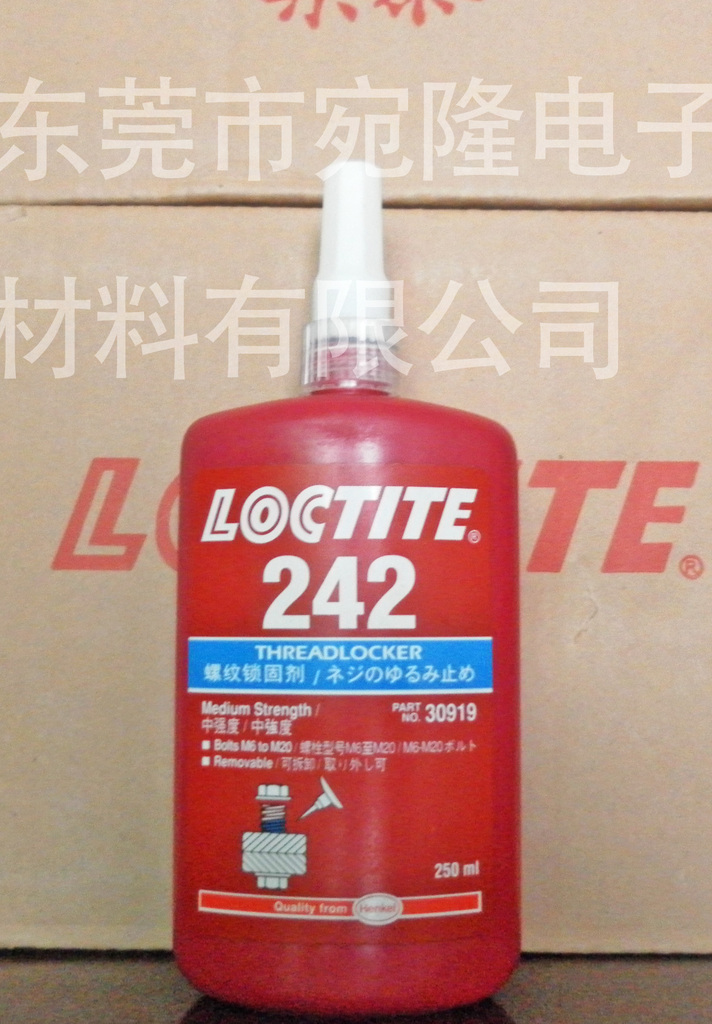 东莞市宛隆电子
材料有限公司
LOCTITE®
LOCTITE®
242
THREADLOCKER
螺纹锁固剂 / ネジのゆるみ止め
Medium Strength /
中强度 / 中強度
PART NO. 30919
■ Bolts M6 to M20 / 螺栓型号M6至M20 / M6-M20ボルト
■ Removable / 可拆卸 / 取り外し可
250 ml
Quality from Henkel